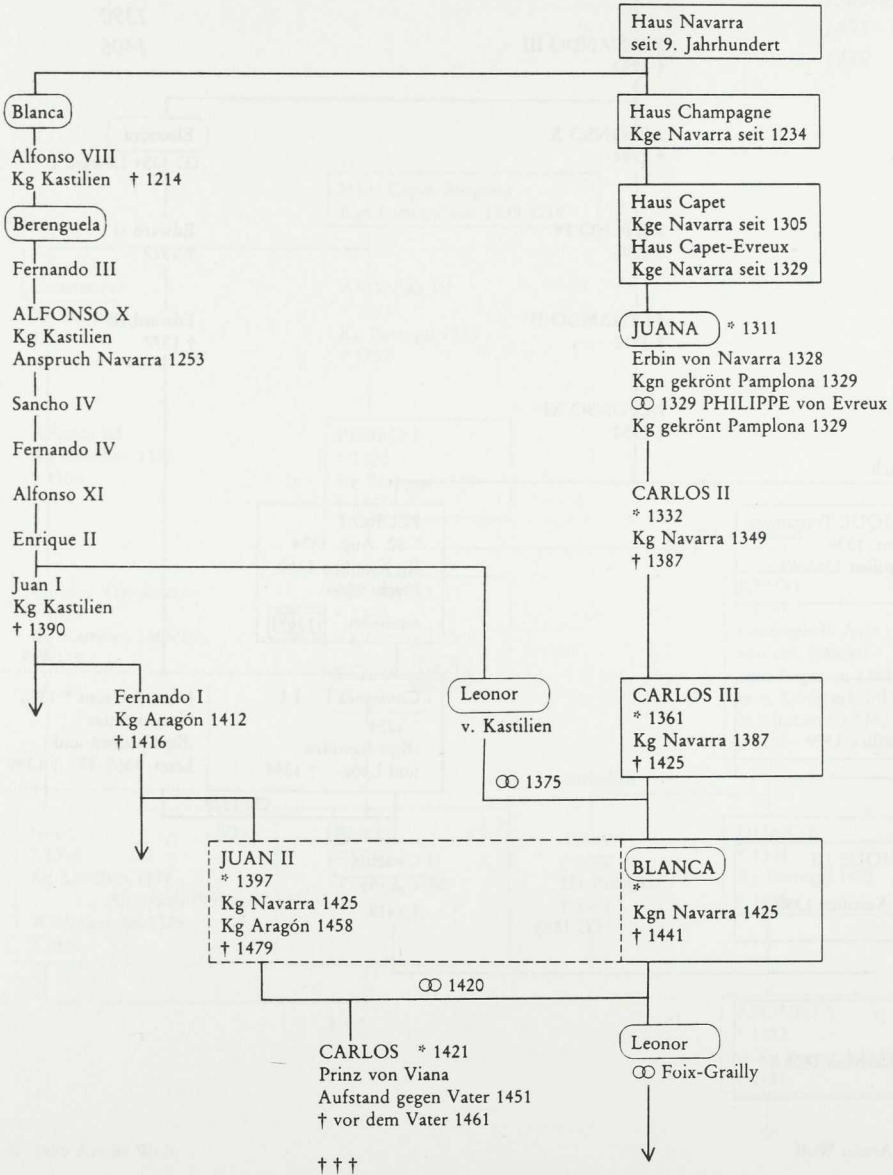 Haus Navarra
seit 9. Jahrhundert
Blanca
Alfonso VIII
Kg Kastilien † 1214
Berenguela
Fernando III
ALFONSO X
Kg Kastilien
Anspruch Navarra 1253
Sancho IV
Fernando IV
Alfonso XI
Enrique II
Juan I
Kg Kastilien
† 1390
Fernando I
Kg Aragón 1412
† 1416
Leonor
v. Kastilien
Haus Champagne
Kge Navarra seit 1234
Haus Capet
Kge Navarra seit 1305
Haus Capet-Evreux
Kge Navarra seit 1329
JUANA * 1311
Erbin von Navarra 1328
Kgn gekrönt Pamplona 1329
⚭ 1329 PHILIPPE von Evreux
Kg gekrönt Pamplona 1329
CARLOS II
* 1332
Kg Navarra 1349
† 1387
CARLOS III
* 1361
Kg Navarra 1387
† 1425
⚭ 1375
JUAN II
* 1397
Kg Navarra 1425
Kg Aragón 1458
† 1479
BLANCA
*
Kgn Navarra 1425
† 1441
⚭ 1420
CARLOS * 1421
Prinz von Viana
Aufstand gegen Vater 1451
† vor dem Vater 1461
† † †
Leonor
⚭ Foix-Grailly